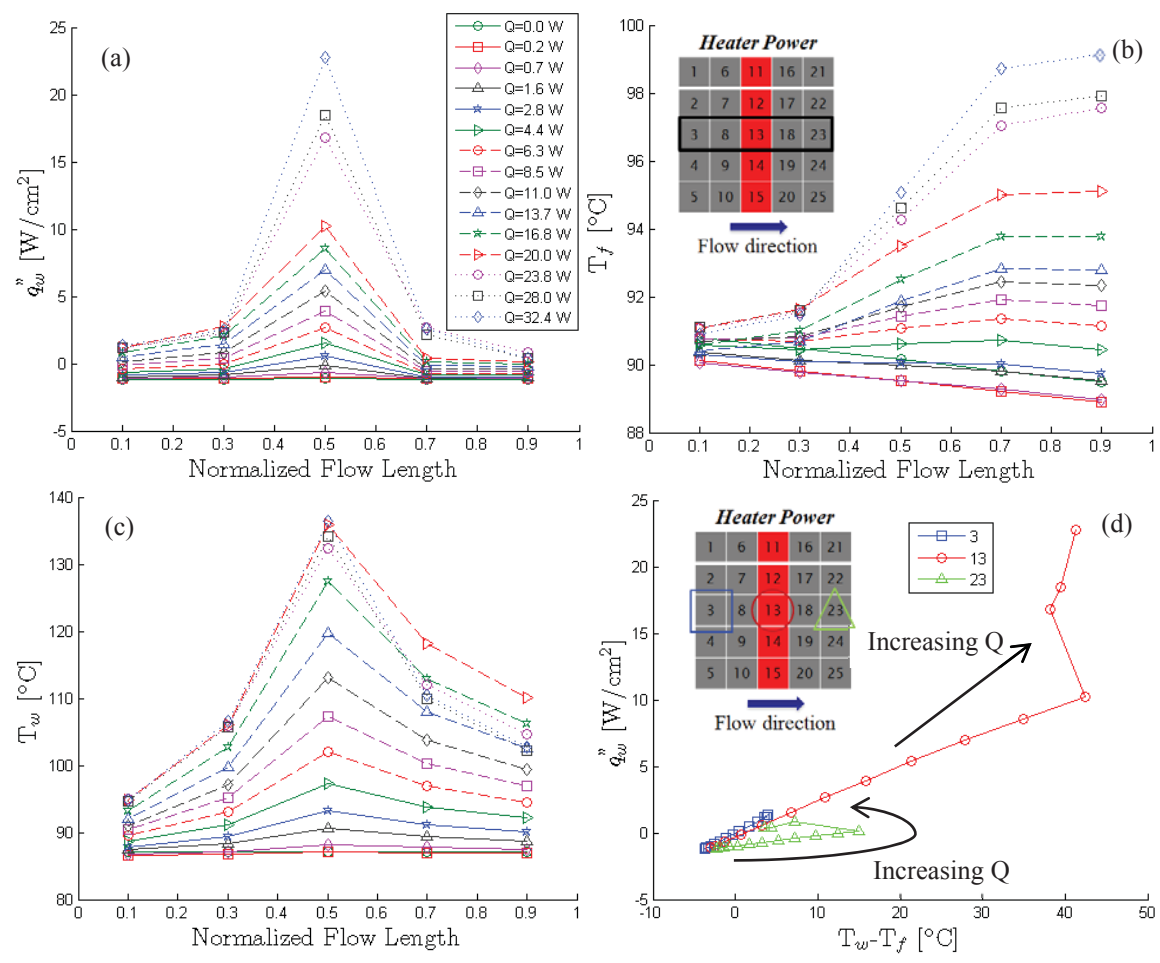 (a)
25
20
15
10
5
0
-5
q"w [W/cm²]
0
0.1
0.2
0.3
0.4
0.5
0.6
0.7
0.8
0.9
1
Normalized Flow Length
Q=0.0 W
Q=0.2 W
Q=0.7 W
Q=1.6 W
Q=2.8 W
Q=4.4 W
Q=6.3 W
Q=8.5 W
Q=11.0 W
Q=13.7 W
Q=16.8 W
Q=20.0 W
Q=23.8 W
Q=28.0 W
Q=32.4 W
(b)
100
98
96
94
92
90
88
T_f [°C]
Heater Power
1 6 11 16 21
2 7 12 17 22
3 8 13 18 23
4 9 14 19 24
5 10 15 20 25
Flow direction
0
0.1
0.2
0.3
0.4
0.5
0.6
0.7
0.8
0.9
1
Normalized Flow Length
(c)
140
130
120
110
100
90
80
T_w [°C]
0
0.1
0.2
0.3
0.4
0.5
0.6
0.7
0.8
0.9
1
Normalized Flow Length
(d)
25
20
15
10
5
0
-5
q"w [W/cm²]
Heater Power
1 6 11 16 21
2 7 12 17 22
3 8 13 18 23
4 9 14 19 24
5 10 15 20 25
Flow direction
3
13
23
Increasing Q
Increasing Q
-10
0
10
20
30
40
50
T_w-T_f [°C]